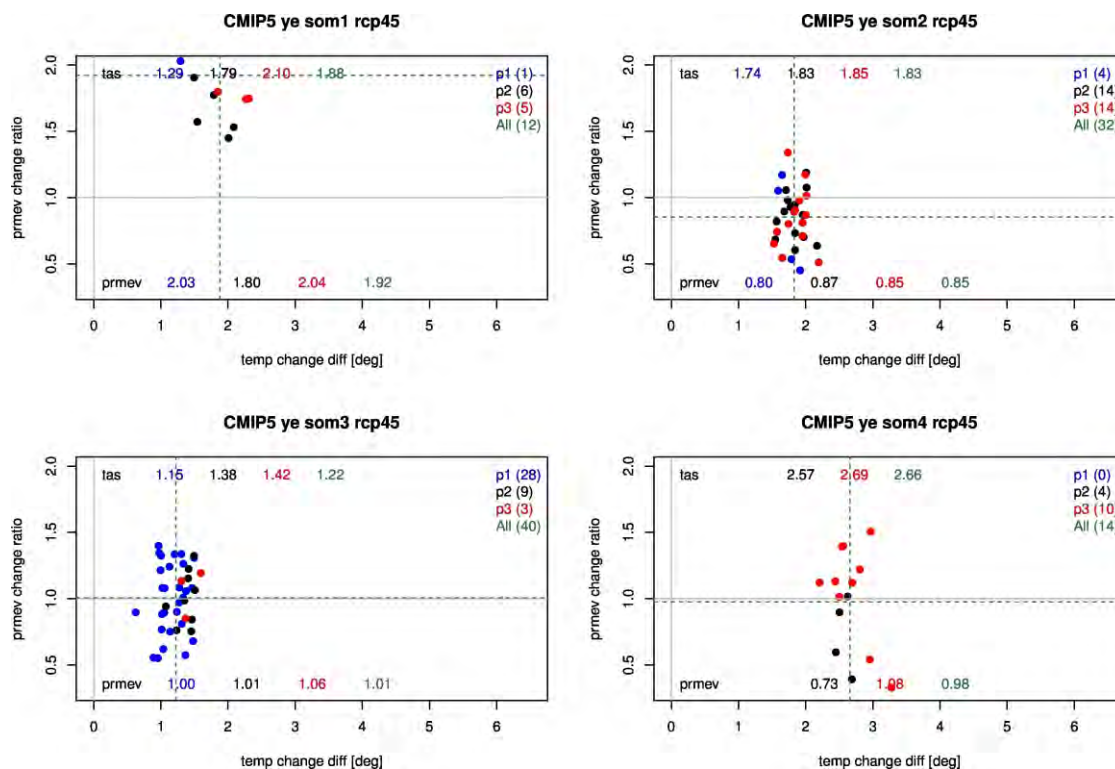 CMIP5 ye som1 rcp45
tas 1.29 1.79 2.10 1.88 p1 (1)
p2 (6)
p3 (5)
All (12)
prmev 2.03 1.80 2.04 1.92
prmev change ratio
0.5 1.0 1.5 2.0
0 1 2 3 4 5 6
temp change diff [deg]
CMIP5 ye som2 rcp45
tas 1.74 1.83 1.85 1.83 p1 (4)
p2 (14)
p3 (14)
All (32)
prmev 0.80 0.87 0.85 0.85
prmev change ratio
0.5 1.0 1.5 2.0
0 1 2 3 4 5 6
temp change diff [deg]
CMIP5 ye som3 rcp45
tas 1.15 1.38 1.42 1.22 p1 (28)
p2 (9)
p3 (3)
All (40)
prmev 1.00 1.01 1.06 1.01
prmev change ratio
0.5 1.0 1.5 2.0
0 1 2 3 4 5 6
temp change diff [deg]
CMIP5 ye som4 rcp45
tas 2.57 2.69 2.66 p1 (0)
p2 (4)
p3 (10)
All (14)
prmev 0.73 1.08 0.98
prmev change ratio
0.5 1.0 1.5 2.0
0 1 2 3 4 5 6
temp change diff [deg]